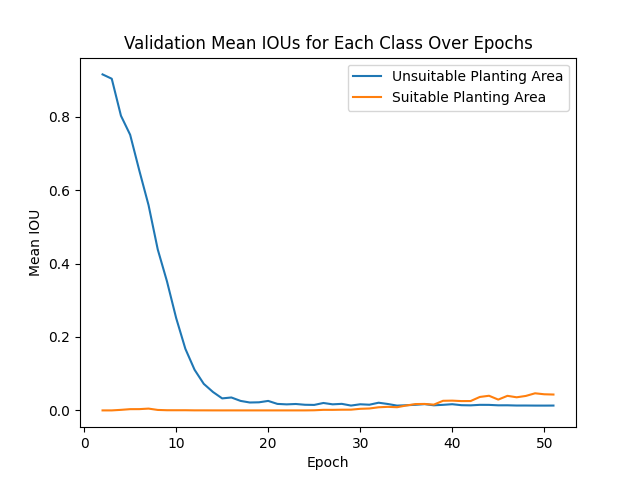 Validation Mean IOUs for Each Class Over Epochs
Unsuitable Planting Area
Suitable Planting Area
Mean IOU
0.8
0.6
0.4
0.2
0.0
0 10 20 30 40 50
Epoch